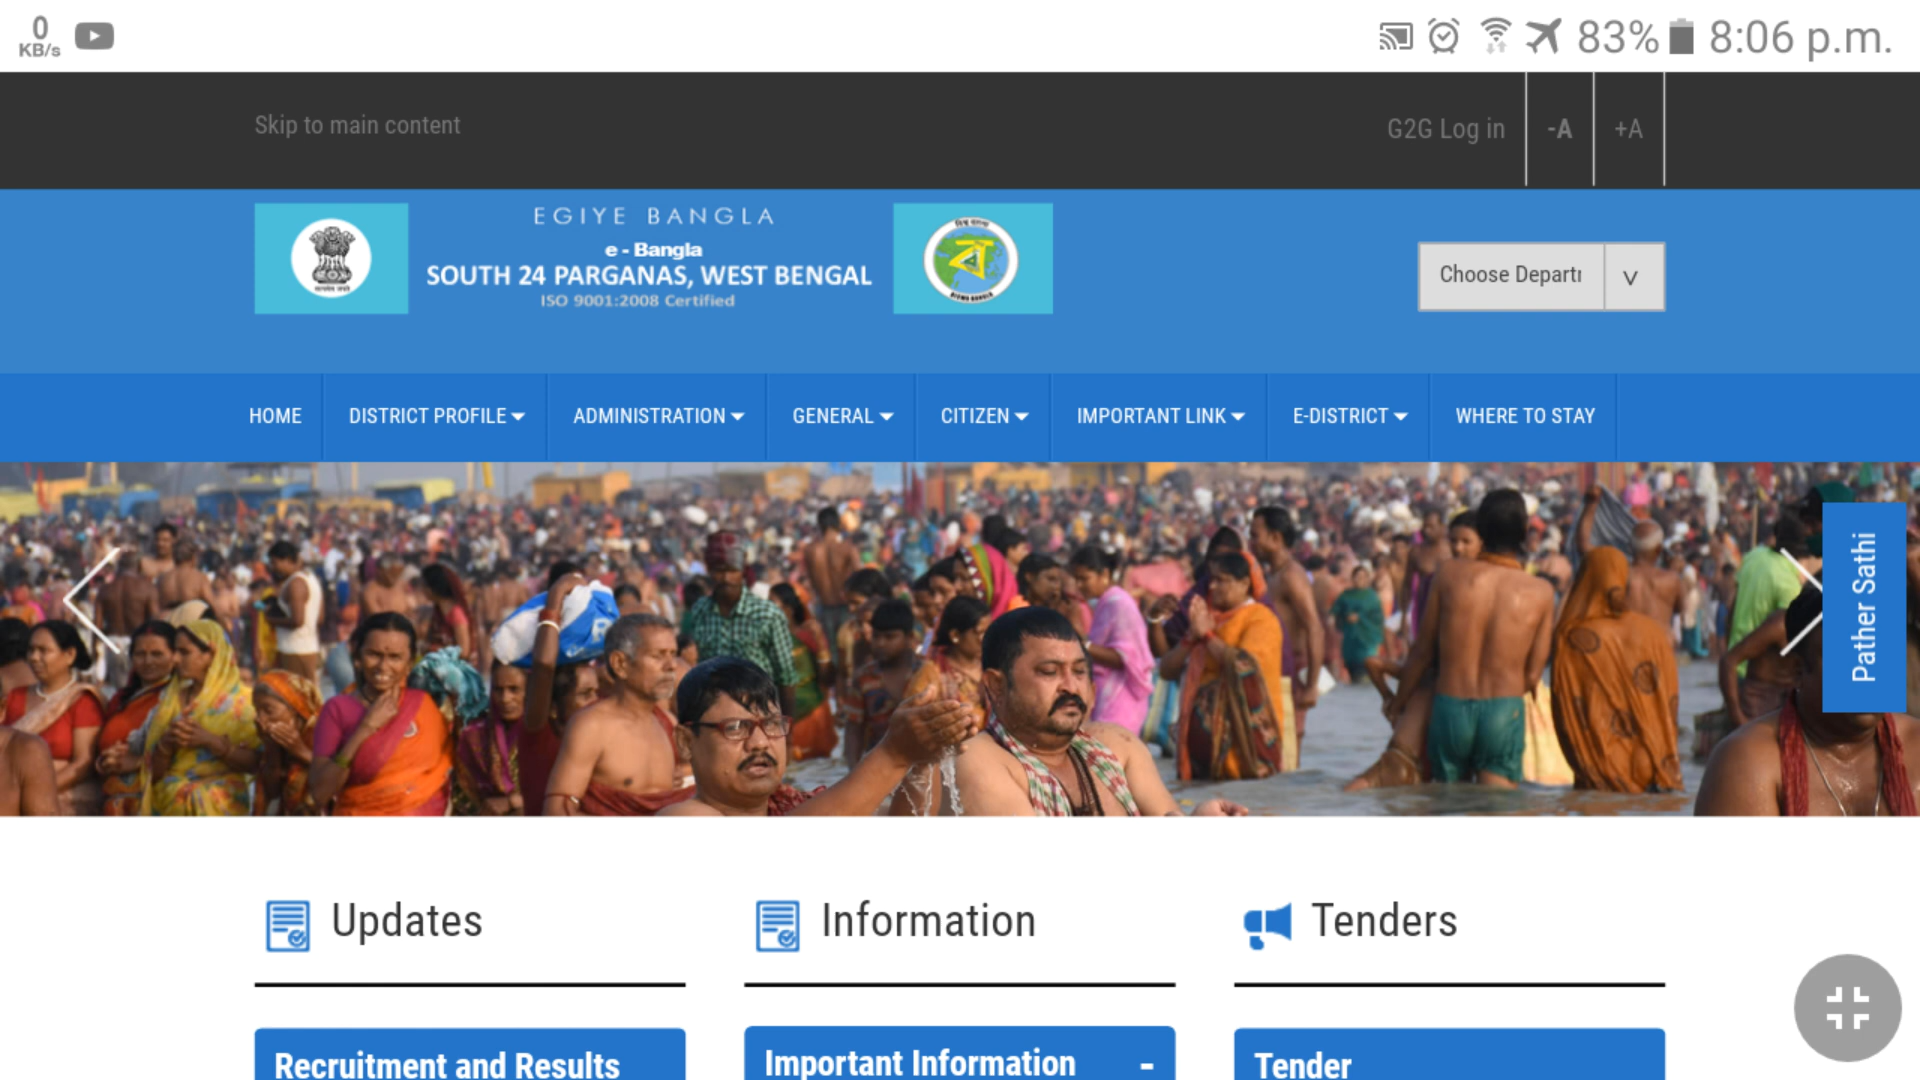 0
KB/s
83% 8:06 p.m.
Skip to main content
G2G Log in
-A
+A
EGIYE BANGLA
e - Bangla
SOUTH 24 PARGANAS, WEST BENGAL
ISO 9001:2008 Certified
ব
Choose Depart
HOME
DISTRICT PROFILE
ADMINISTRATION
GENERAL
CITIZEN
IMPORTANT LINK
E-DISTRICT
WHERE TO STAY
Pather Sathi
Updates
Information
Tenders
Recruitment and Results
Important Information -
Tender